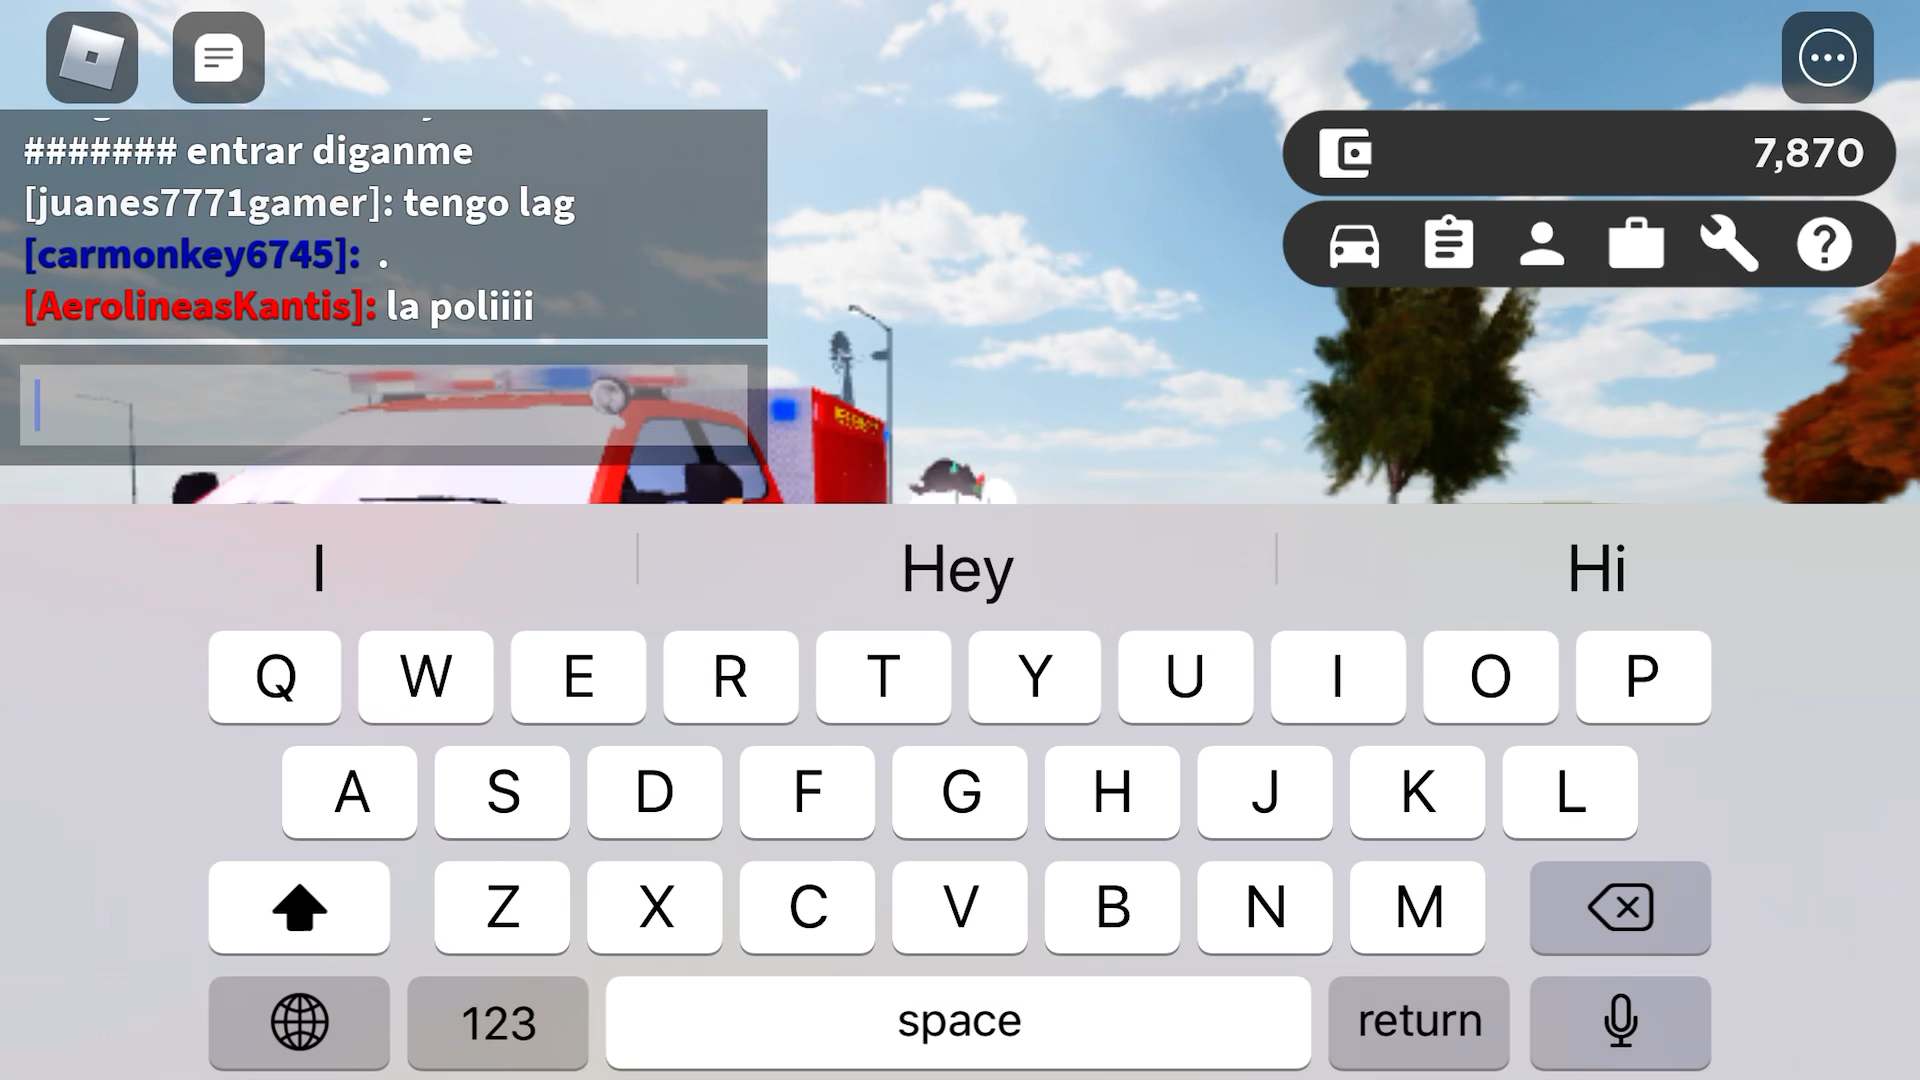 ####### entrar diganme
[juanes7771gamer]: tengo lag
[carmonkey6745]: .
[AerolineasKantis]: la poliiii
7,870
I Hey Hi
Q W E R T Y U I O P
A S D F G H J K L
Z X C V B N M
123 space return